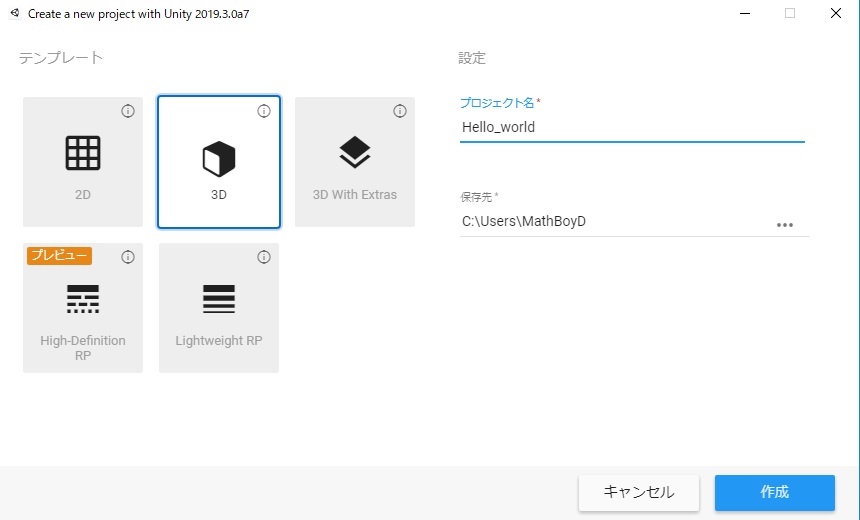 Create a new project with Unity 2019.3.0a7
テンプレート
2D
3D
3D With Extras
プレビュー
High-Definition
RP
Lightweight RP
設定
プロジェクト名*
Hello_world
保存先*
C:\Users\MathBoyD
キャンセル
作成